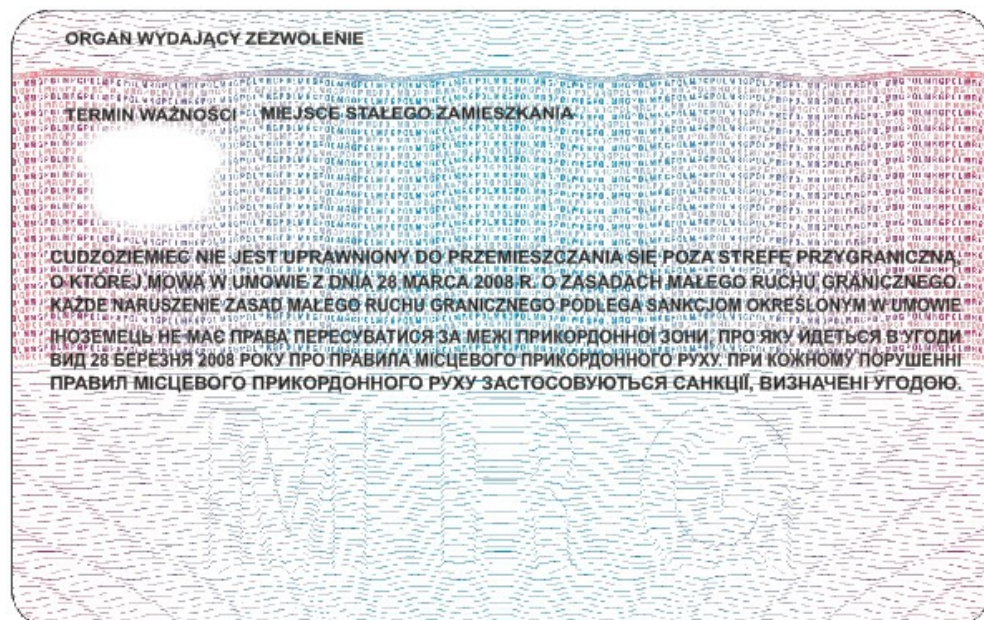 ORGAN WYDAJĄCY ZEZWOLENIE
TERMIN WAŻNOŚCI MIEJSCE STAŁEGO ZAMIESZKANIA
CUDZOZIEMIEC NIE JEST UPRAWNIONY DO PRZEMIESZCZANIA SIĘ POZA STREFĘ PRZYGRANICZNĄ,
O KTÓREJ MOWA W UMOWIE Z DNIA 28 MARCA 2008 R. O ZASADACH MAŁEGO RUCHU GRANICZNEGO.
KAŻDE NARUSZENIE ZASAD MAŁEGO RUCHU GRANICZNEGO PODLEGA SANKCJOM OKREŚLONYM W UMOWIE
ІНОЗЕМЕЦЬ НЕ МАЄ ПРАВА ПЕРЕСУВАТИСЯ ЗА МЕЖІ ПРИКОРДОННОЇ ЗОНИ, ПРО ЯКУ ЙДЕТЬСЯ В УГОДИ
ВИД 28 БЕРЕЗНЯ 2008 РОКУ ПРО ПРАВИЛА МІСЦЕВОГО ПРИКОРДОННОГО РУХУ. ПРИ КОЖНОМУ ПОРУШЕННІ
ПРАВИЛ МІСЦЕВОГО ПРИКОРДОННОГО РУХУ ЗАСТОСОВУЮТЬСЯ САНКЦІЇ, ВИЗНАЧЕНІ УГОДОЮ.
MRG